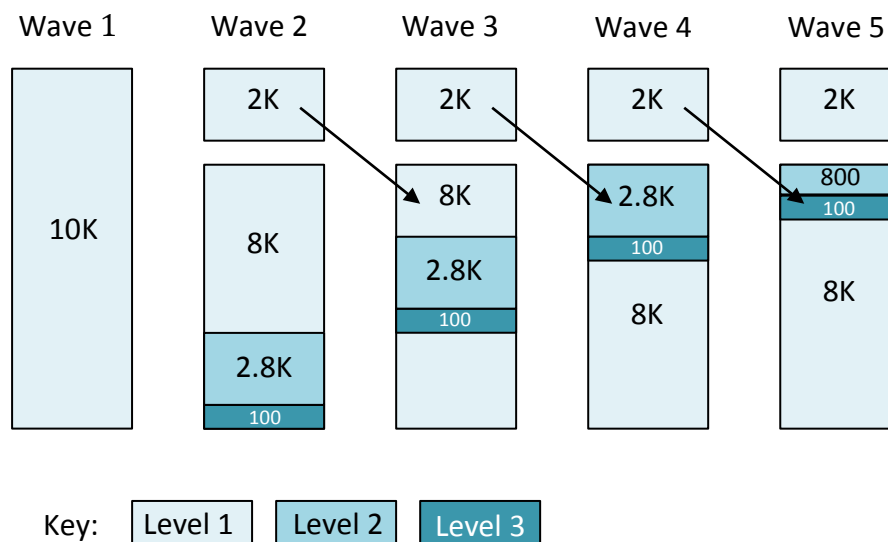 Wave 1 Wave 2 Wave 3 Wave 4 Wave 5
2K 2K 2K 2K
10K 8K 8K 2.8K 800
100 100
2.8K 8K 8K
100
2.8K
100
Key: Level 1 Level 2 Level 3